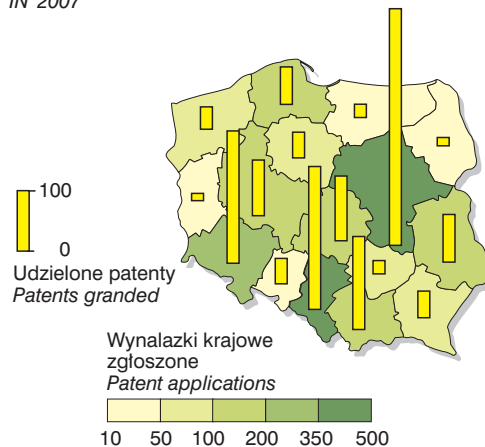 IN 2007
100
0
Udzielone patenty
Patents granded
Wynalazki krajowe
zgłoszone
Patent applications
10 50 100 200 350 500